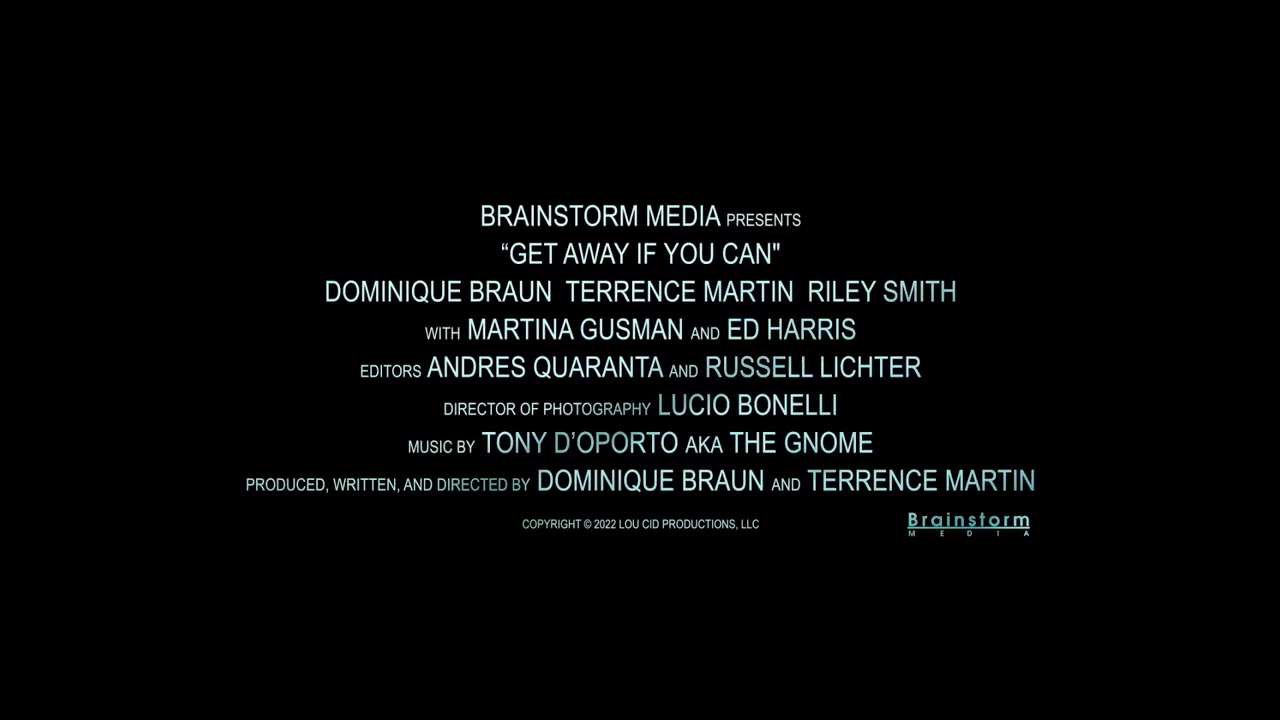 BRAINSTORM MEDIA PRESENTS
“GET AWAY IF YOU CAN"
DOMINIQUE BRAUN TERRENCE MARTIN RILEY SMITH
WITH MARTINA GUSMAN AND ED HARRIS
EDITORS ANDRES QUARANTA AND RUSSELL LICHTER
DIRECTOR OF PHOTOGRAPHY LUCIO BONELLI
MUSIC BY TONY D’OPORTO AKA THE GNOME
PRODUCED, WRITTEN, AND DIRECTED BY DOMINIQUE BRAUN AND TERRENCE MARTIN
COPYRIGHT © 2022 LOU CID PRODUCTIONS, LLC
Brainstorm
MEDIA